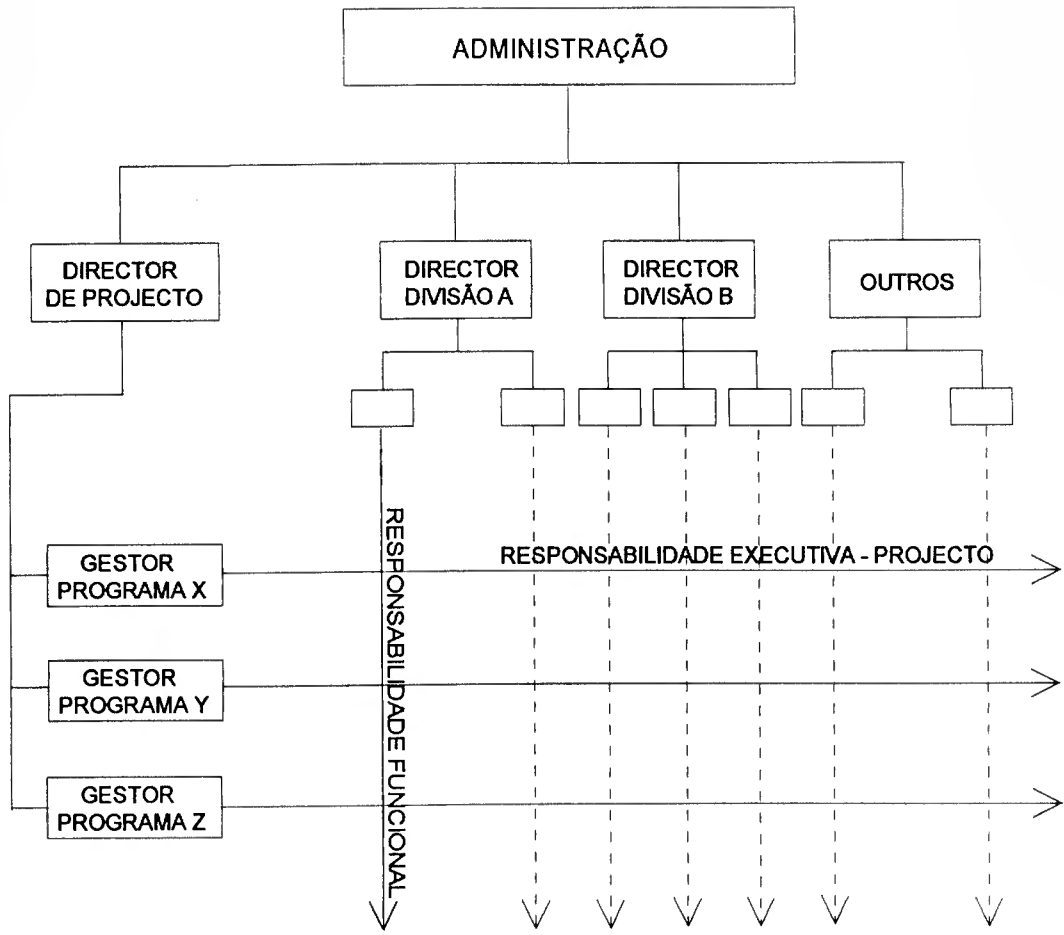 ADMINISTRAÇÃO
DIRECTOR
DE PROJECTO
DIRECTOR
DIVISÃO A
DIRECTOR
DIVISÃO B
OUTROS
RESPONSABILIDADE FUNCIONAL
GESTOR
PROGRAMA X
RESPONSABILIDADE EXECUTIVA - PROJECTO
GESTOR
PROGRAMA Y
GESTOR
PROGRAMA Z